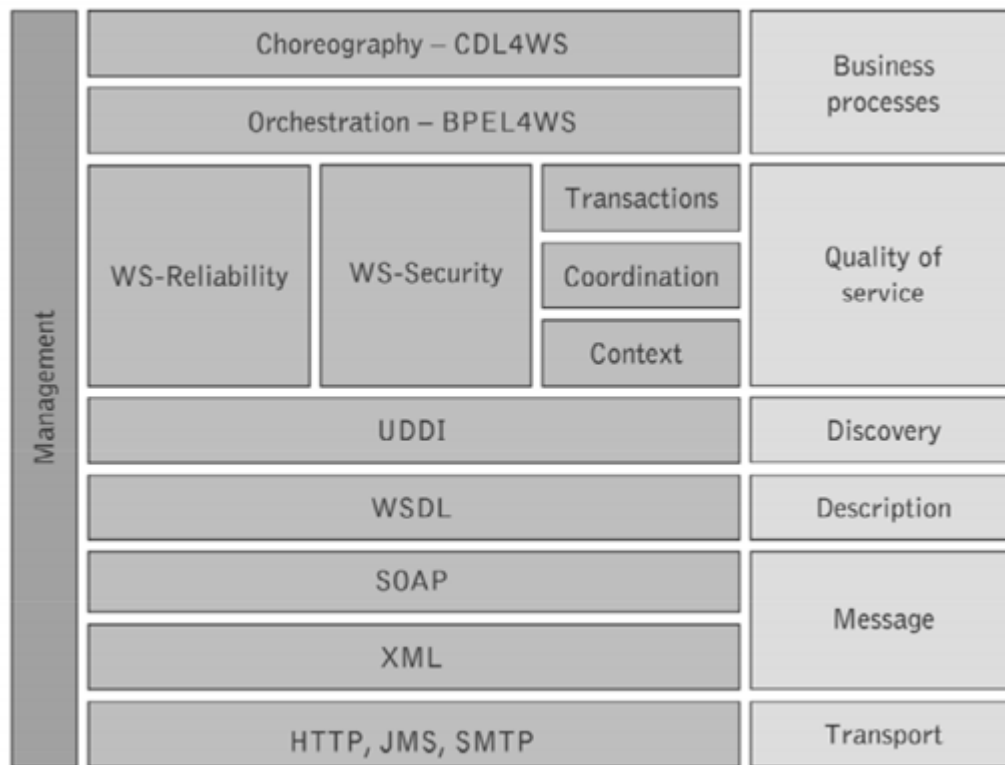 Management
Choreography – CDL4WS
Orchestration – BPEL4WS
Business
processes
WS-Reliability
WS-Security
Transactions
Coordination
Context
Quality of
service
UDDI
Discovery
WSDL
Description
SOAP
XML
Message
HTTP, JMS, SMTP
Transport